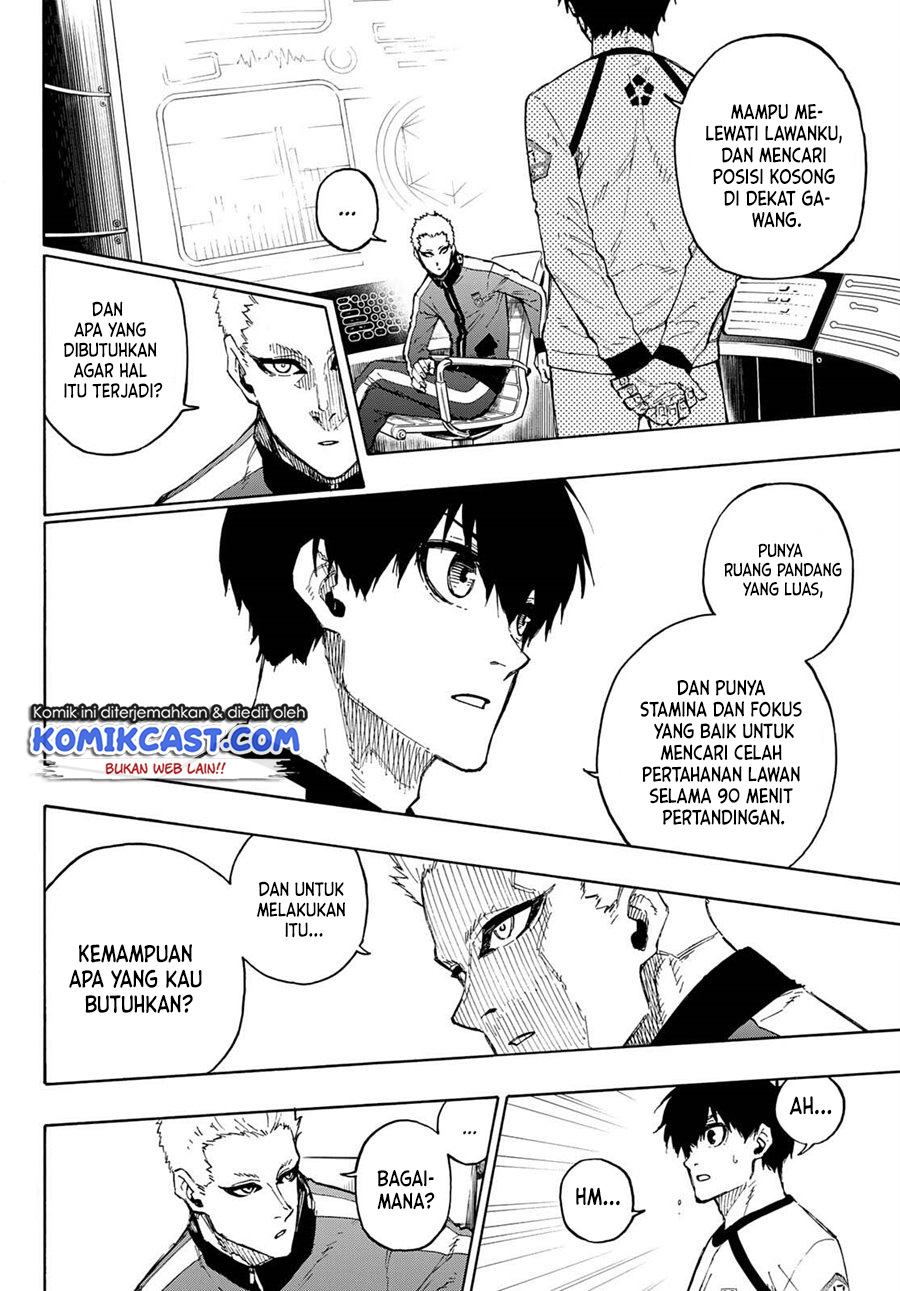 MAMPU ME-
LEWATI LAWANKU,
DAN MENCARI
POSISI KOSONG
DI DEKAT GA-
WANG.
...
DAN
APA YANG
DIBUTUHKAN
AGAR HAL
ITU TERJADI?
PUNYA
RUANG PANDANG
YANG LUAS,
DAN PUNYA
STAMINA DAN FOKUS
YANG BAIK UNTUK
MENCARI CELAH
PERTAHANAN LAWAN
SELAMA 90 MENIT
PERTANDINGAN.
Komik ini diterjemahkan & diedit oleh
KOMIKCAST.COM
BUKAN WEB LAIN!!
DAN UNTUK
MELAKUKAN
ITU...
KEMAMPUAN
APA YANG KAU
BUTUHKAN?
AH...
HM...
...
BAGAI-
MANA?